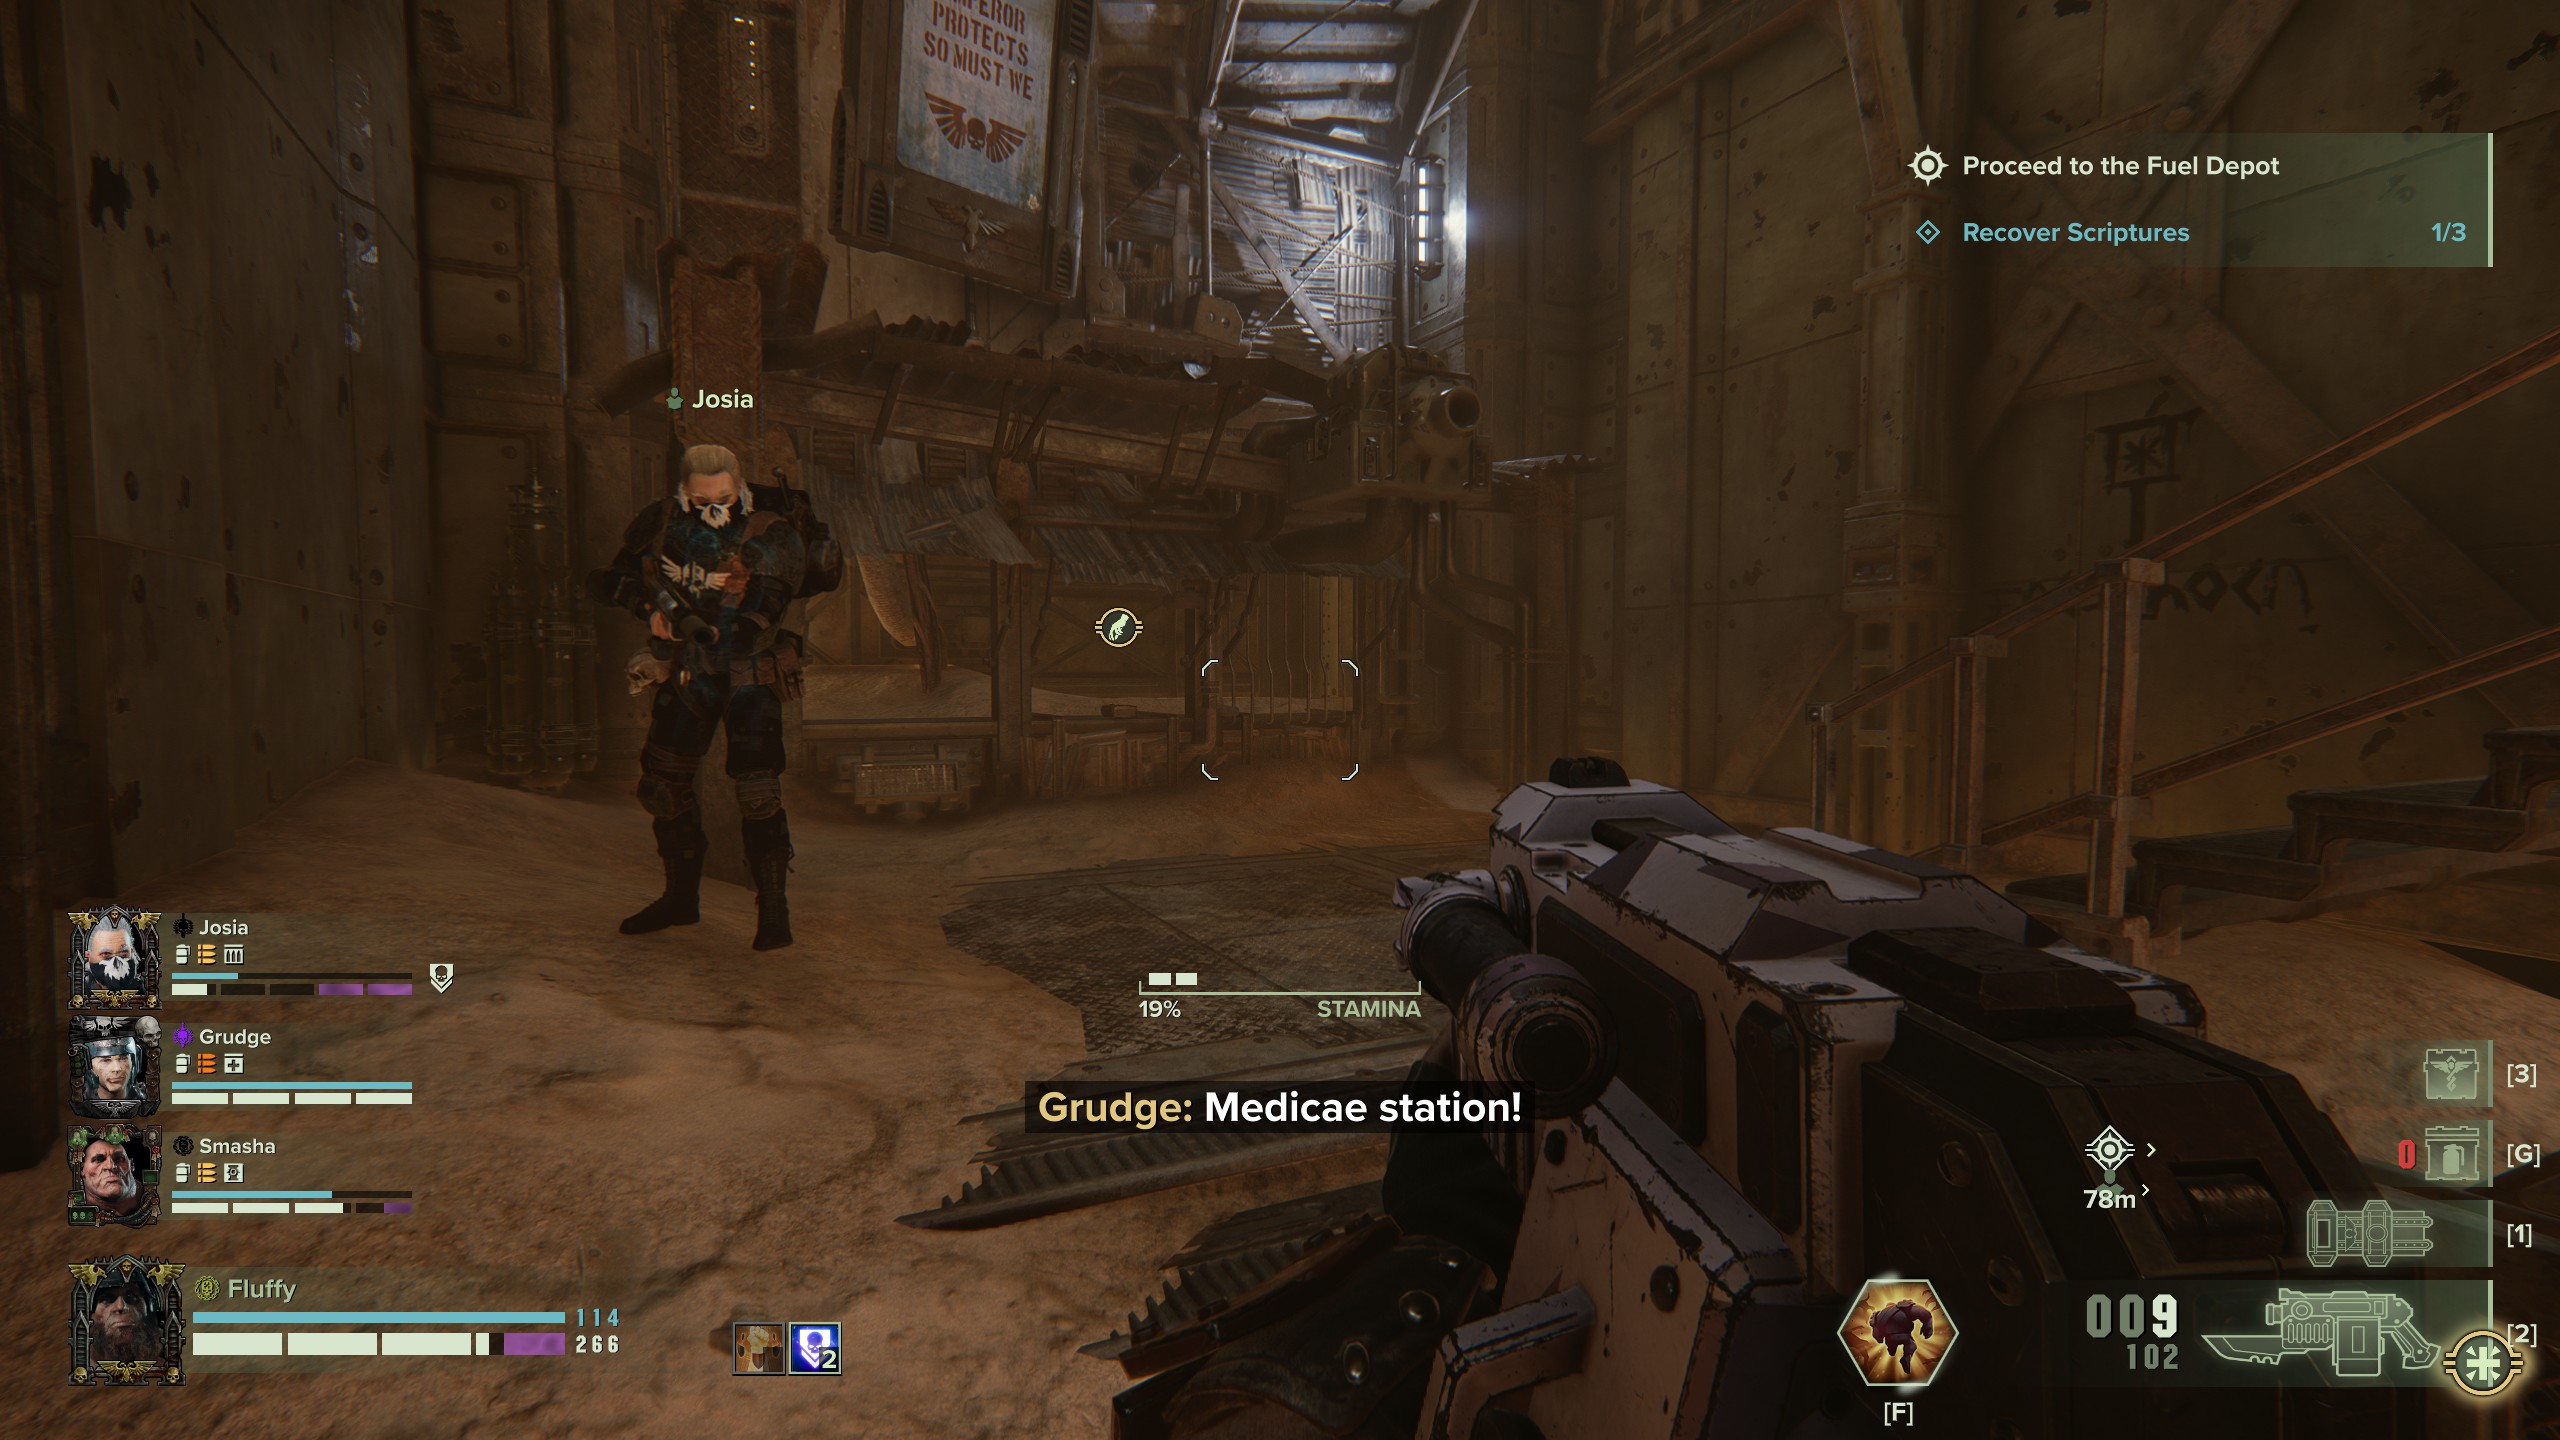 PROTECTS
SO MUST WE
Proceed to the Fuel Depot
Recover Scriptures 1/3
Josia
Josia
Grudge
Smasha
Fluffy
114
266
2
19% STAMINA
Grudge: Medicae station!
78m
[3]
0 [G]
[1]
009
102
[2]
[F]